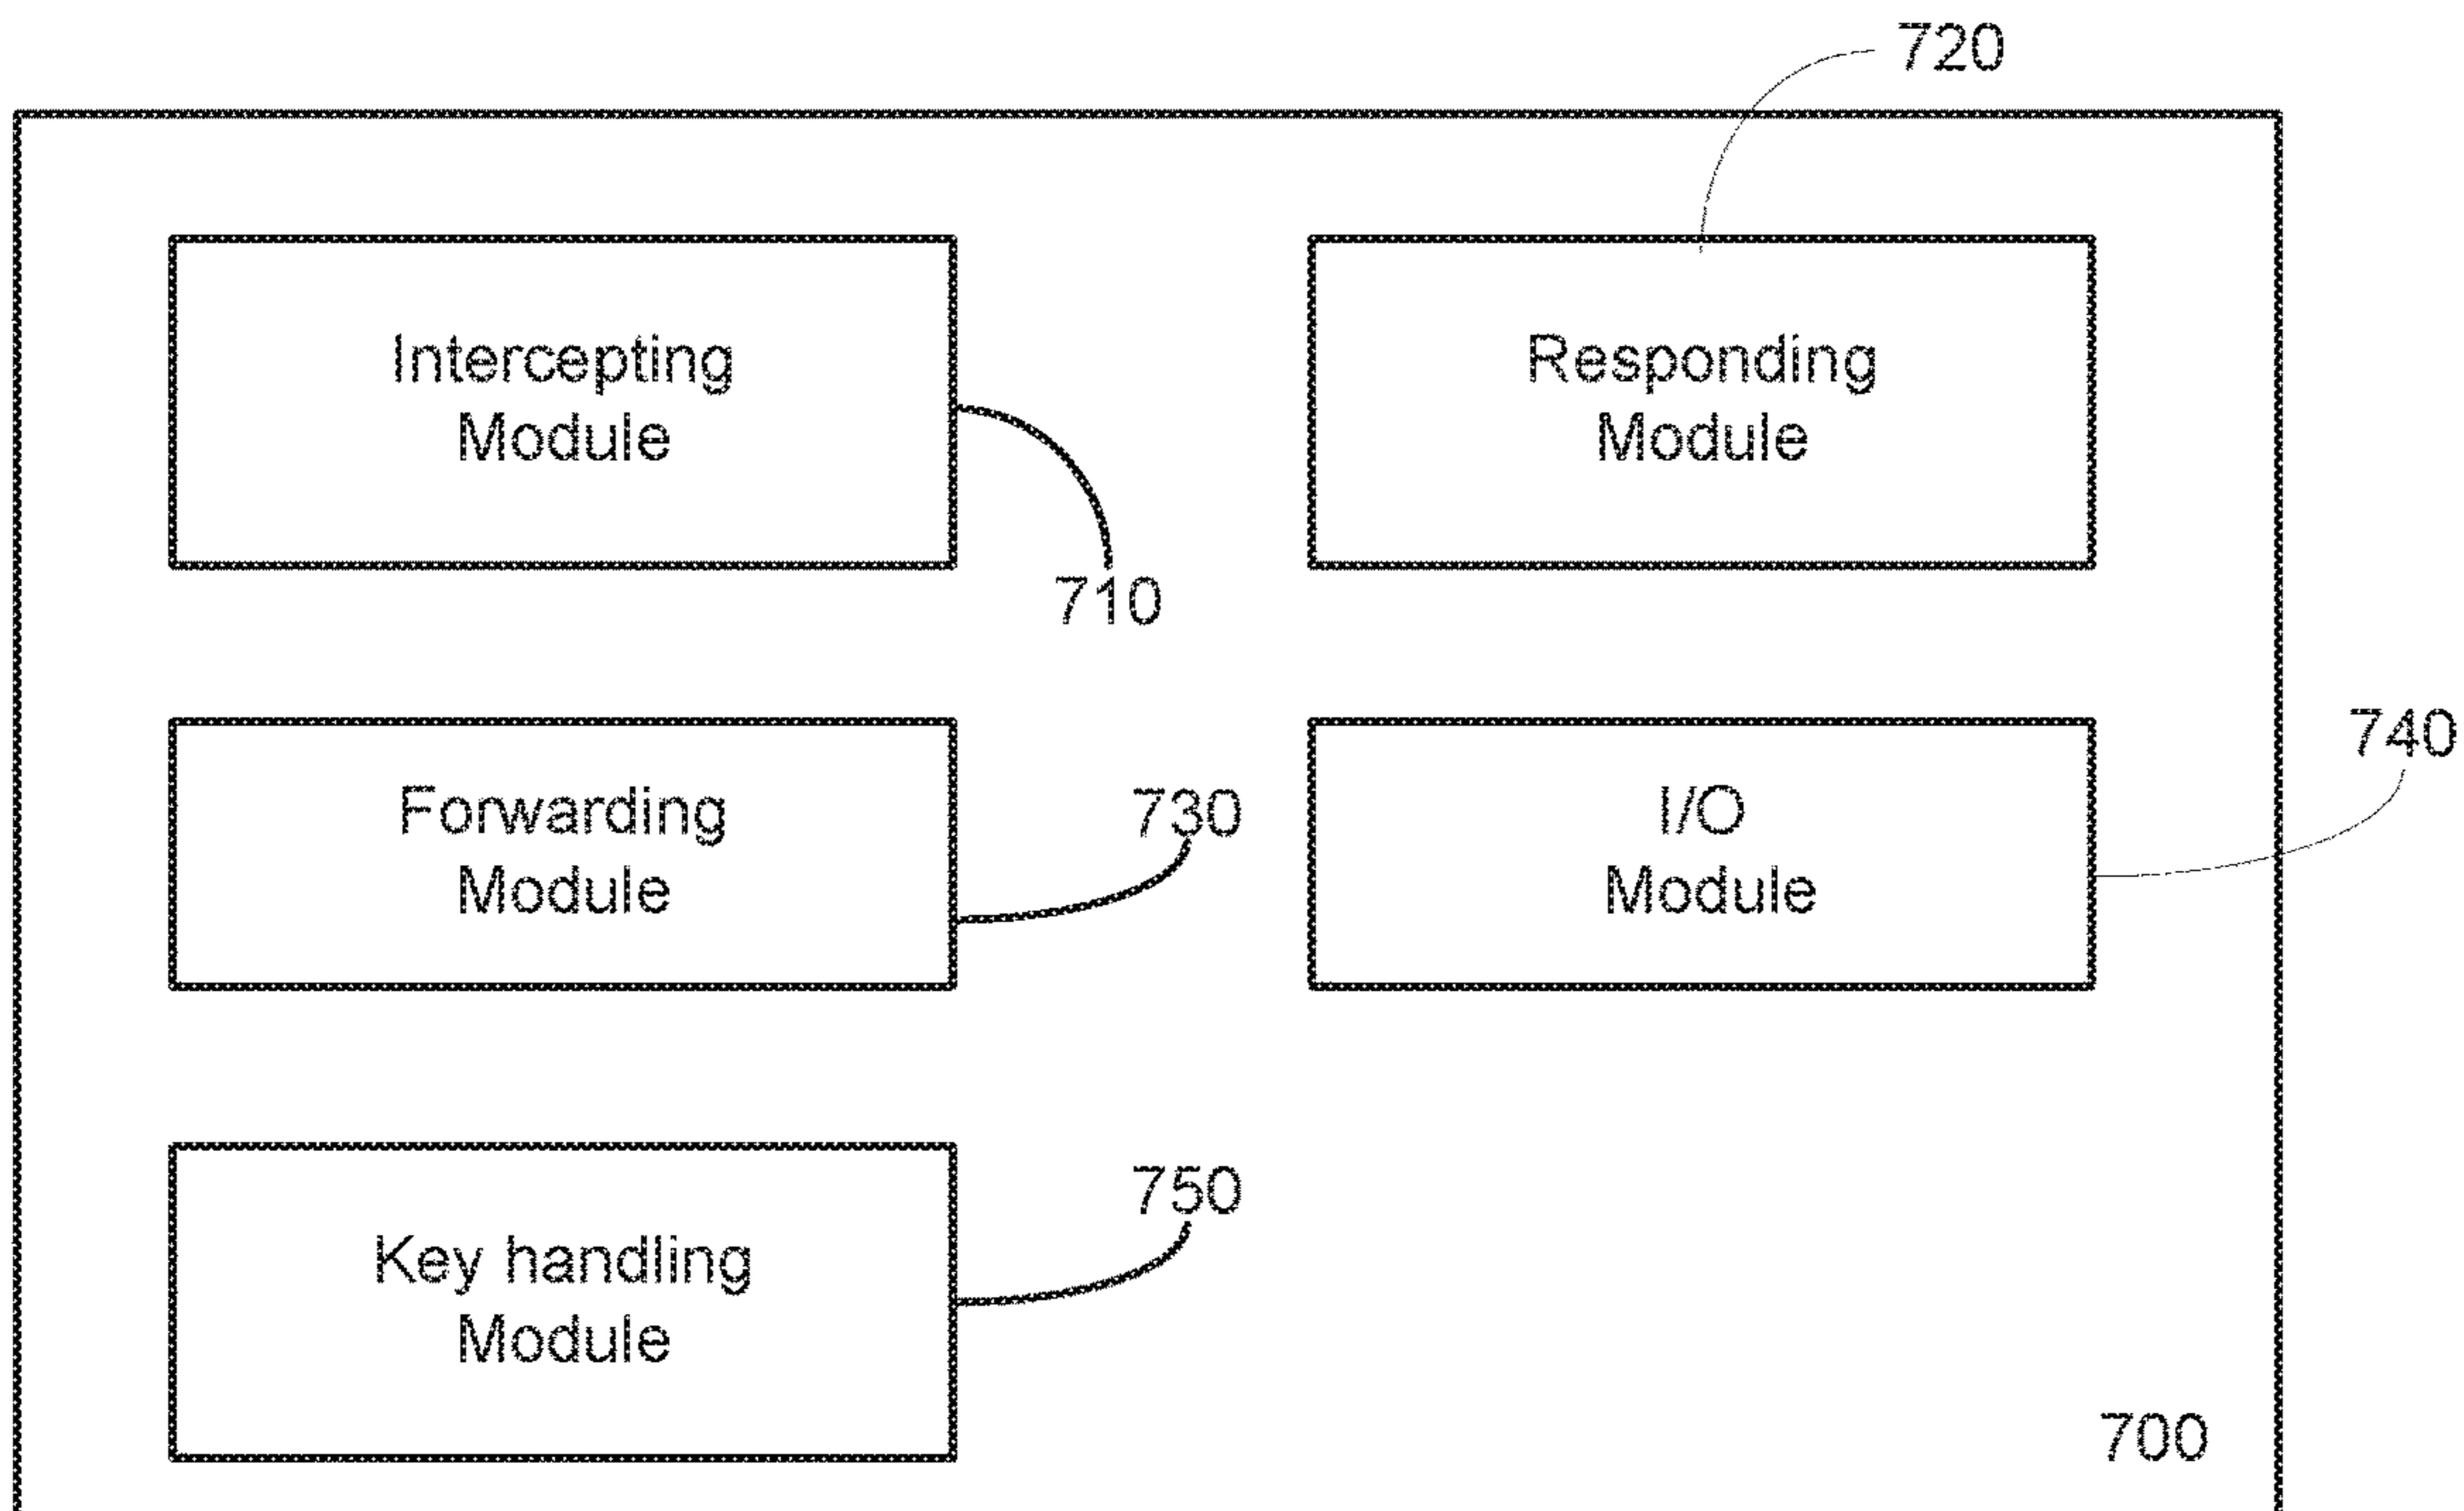 720
Intercepting
Module
Responding
Module
710
Forwarding
Module
730
I/O
Module
740
Key handling
Module
750
700